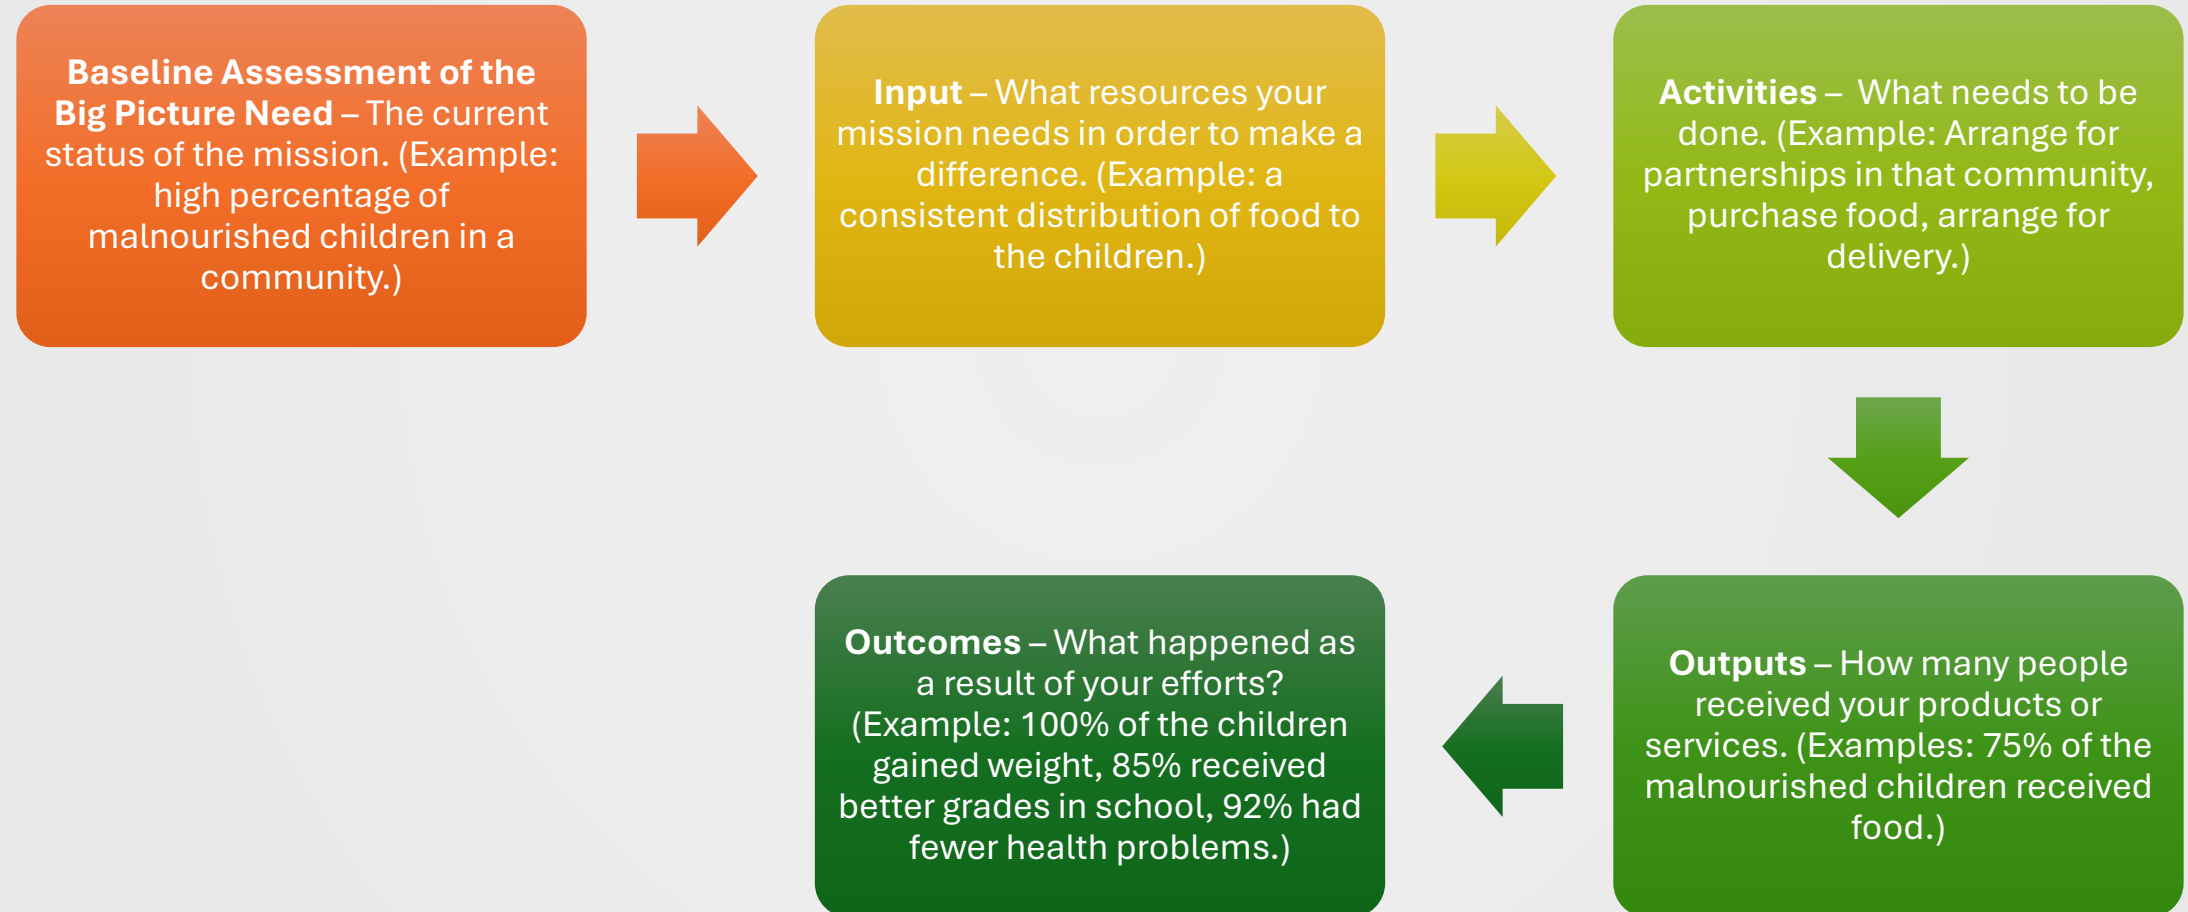 Baseline Assessment of the
Big Picture Need – The current
status of the mission. (Example:
high percentage of
malnourished children in a
community.)
Input – What resources your
mission needs in order to make a
difference. (Example: a
consistent distribution of food to
the children.)
Activities –  What needs to be
done. (Example: Arrange for
partnerships in that community,
purchase food, arrange for
delivery.)
Outputs – How many people
received your products or
services. (Examples: 75% of the
malnourished children received
food.)
Outcomes – What happened as
a result of your efforts?
(Example: 100% of the children
gained weight, 85% received
better grades in school, 92% had
fewer health problems.)